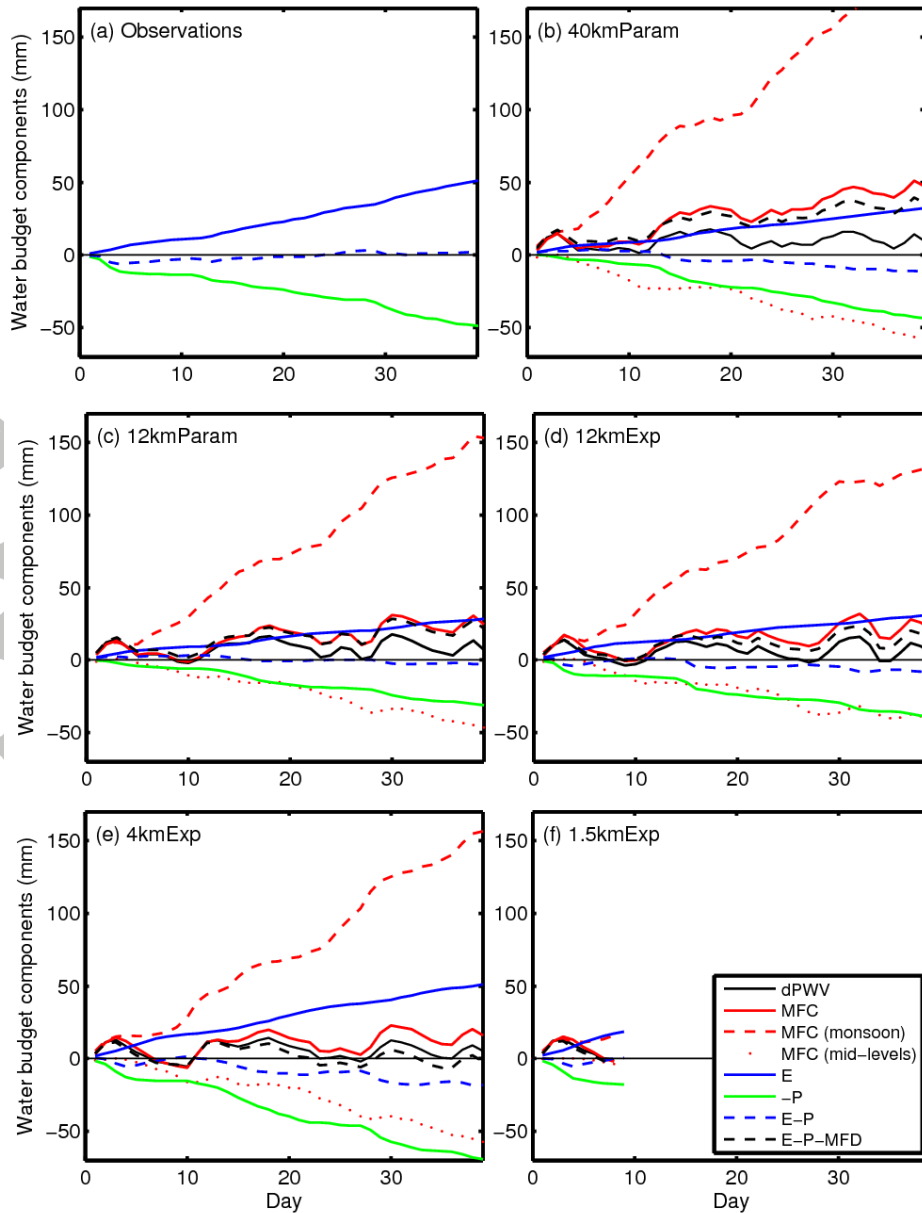 (a) Observations
(b) 40kmParam
Water budget components (mm)
150
100
50
0
−50
0
10
20
30
150
100
50
0
−50
0
10
20
30
(c) 12kmParam
(d) 12kmExp
Water budget components (mm)
150
100
50
0
−50
0
10
20
30
150
100
50
0
−50
0
10
20
30
(e) 4kmExp
(f) 1.5kmExp
Water budget components (mm)
150
100
50
0
−50
0
10
20
30
Day
150
100
50
0
−50
0
10
20
30
Day
dPWV
MFC
MFC (monsoon)
MFC (mid−levels)
E
−P
E−P
E−P−MFD